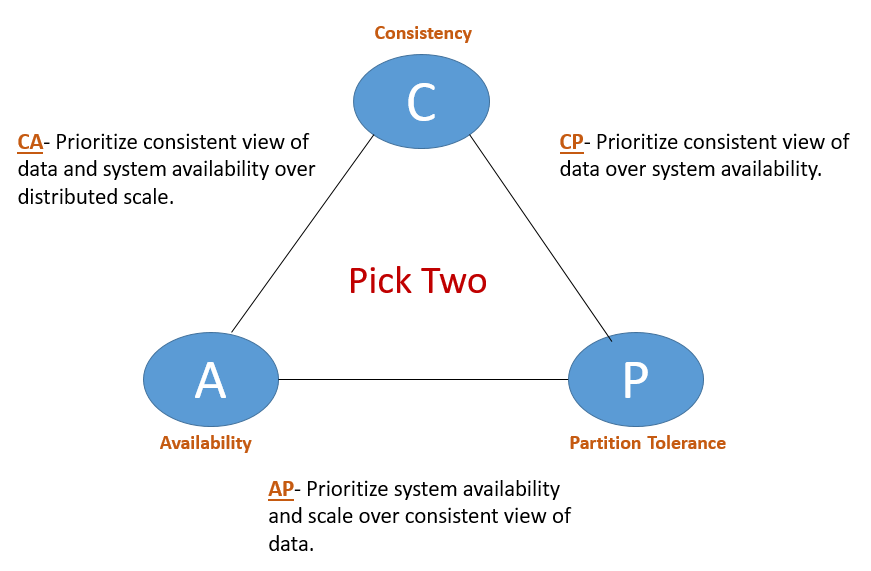 Consistency
C
CA- Prioritize consistent view of
data and system availability over
distributed scale.
CP- Prioritize consistent view of
data over system availability.
Pick Two
A
P
Availability
Partition Tolerance
AP- Prioritize system availability
and scale over consistent view of
data.